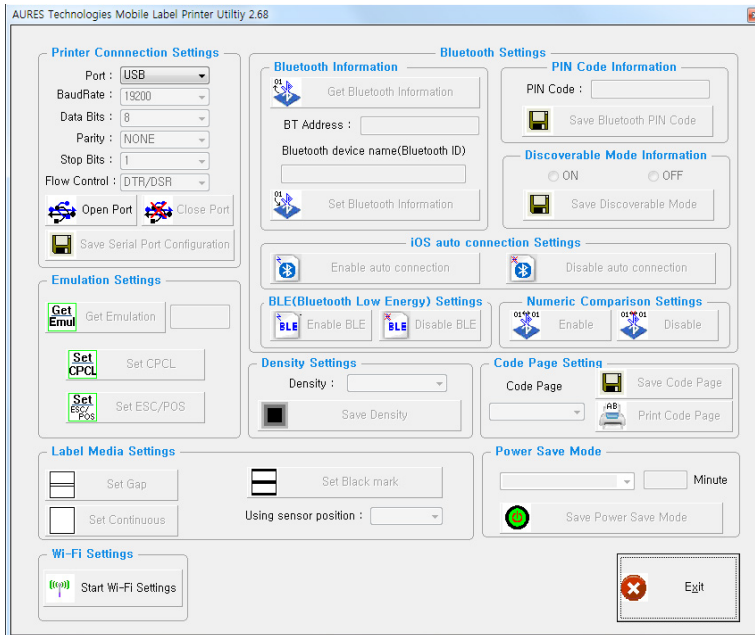 AURES Technologies Mobile Label Printer Utiltiy 2.68
Printer Connnection Settings
Port : USB
BaudRate : 19200
Data Bits : 8
Parity : NONE
Stop Bits : 1
Flow Control : DTR/DSR
Open Port
Close Port
Save Serial Port Configuration
Emulation Settings
Get Emul
Get Emulation
Set CPCL
Set CPCL
Set ESC/POS
Set ESC/POS
Bluetooth Settings
Bluetooth Information
01
Get Bluetooth Information
BT Address :
Bluetooth device name(Bluetooth ID)
01
Set Bluetooth Information
PIN Code Information
PIN Code :
Save Bluetooth PIN Code
Discoverable Mode Information
ON
OFF
Save Discoverable Mode
iOS auto connection Settings
Enable auto connection
Disable auto connection
BLE(Bluetooth Low Energy) Settings
BLE
Enable BLE
BLE
Disable BLE
Numeric Comparison Settings
01 01
Enable
01 01
Disable
Density Settings
Density :
Save Density
Code Page Setting
Code Page
Save Code Page
AB
Print Code Page
Label Media Settings
Set Gap
Set Black mark
Set Continuous
Using sensor position :
Power Save Mode
Minute
Save Power Save Mode
Wi-Fi Settings
Start Wi-Fi Settings
Exit